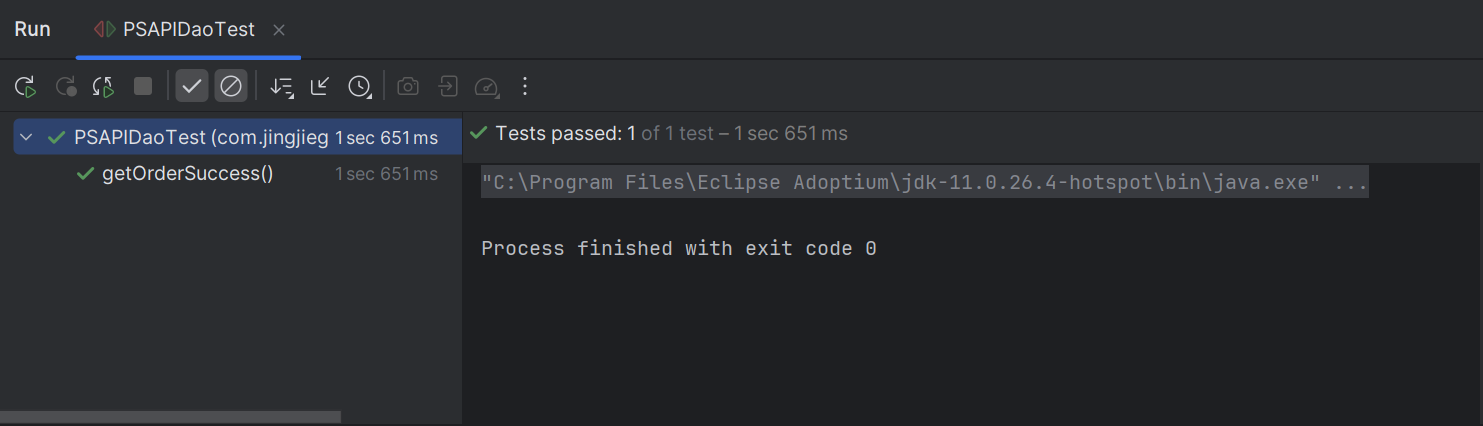 Run PSAPIDaoTest
PSAPIDaoTest (com.jingjieg 1 sec 651 ms
getOrderSuccess() 1 sec 651 ms
Tests passed: 1 of 1 test – 1 sec 651 ms
"C:\Program Files\Eclipse Adoptium\jdk-11.0.26.4-hotspot\bin\java.exe" ...
Process finished with exit code 0